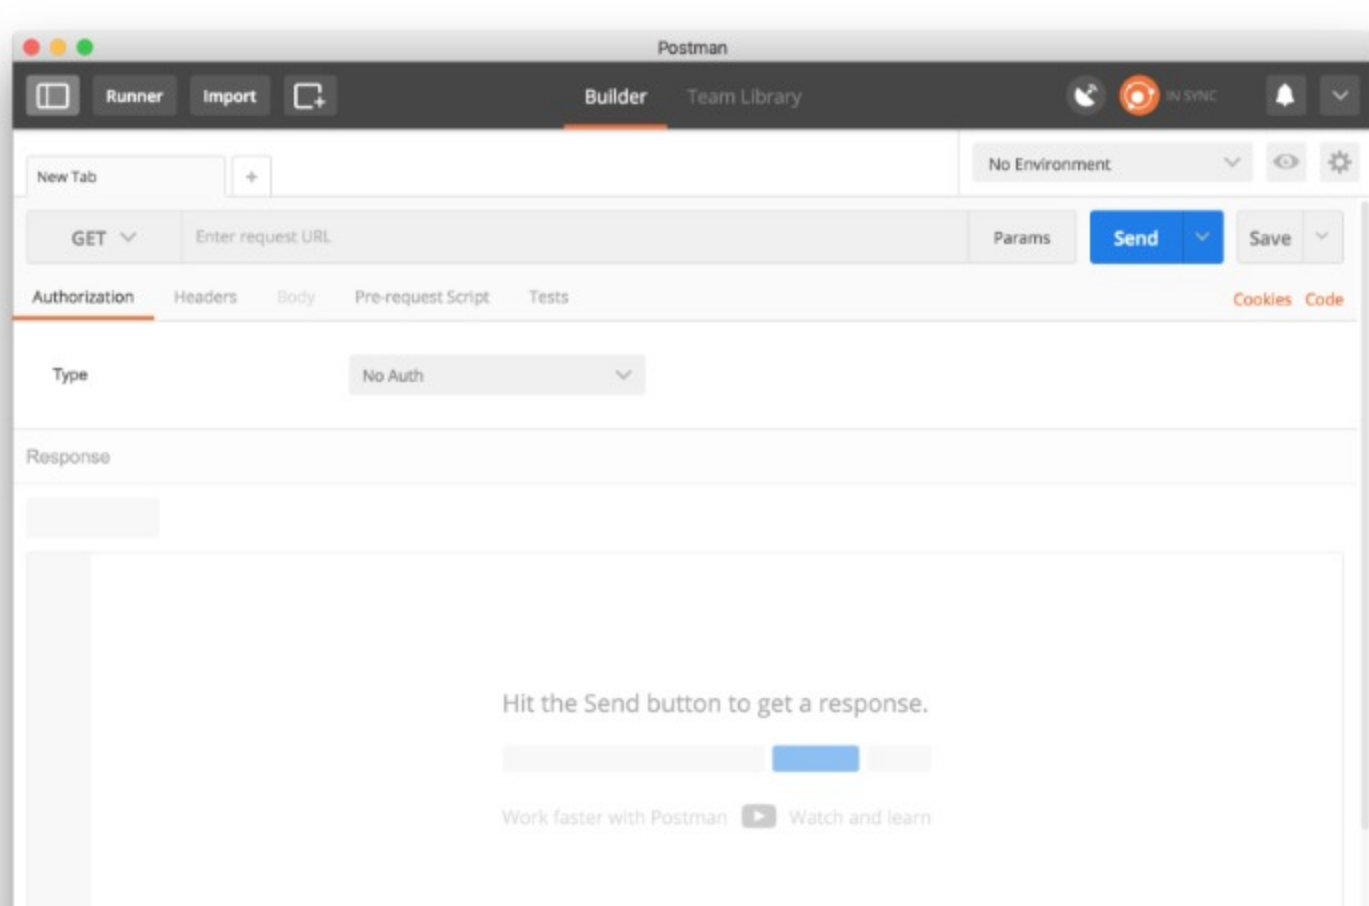 Postman
Runner Import Builder Team Library IN SYNC
New Tab + No Environment
GET Enter request URL Params Send Save
Authorization Headers Body Pre-request Script Tests Cookies Code
Type No Auth
Response
Hit the Send button to get a response.
Work faster with Postman Watch and learn